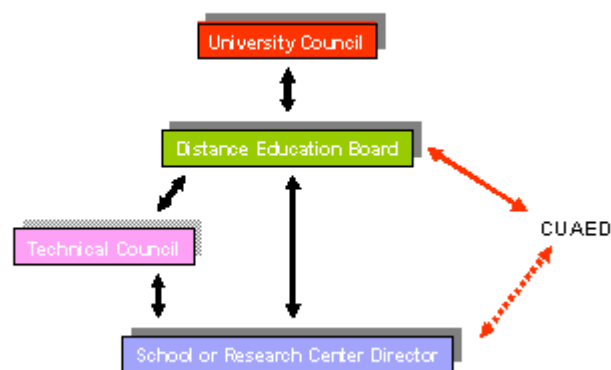 University Council
Distance Education Board
CUAED
Technical Council
School or Research Center Director